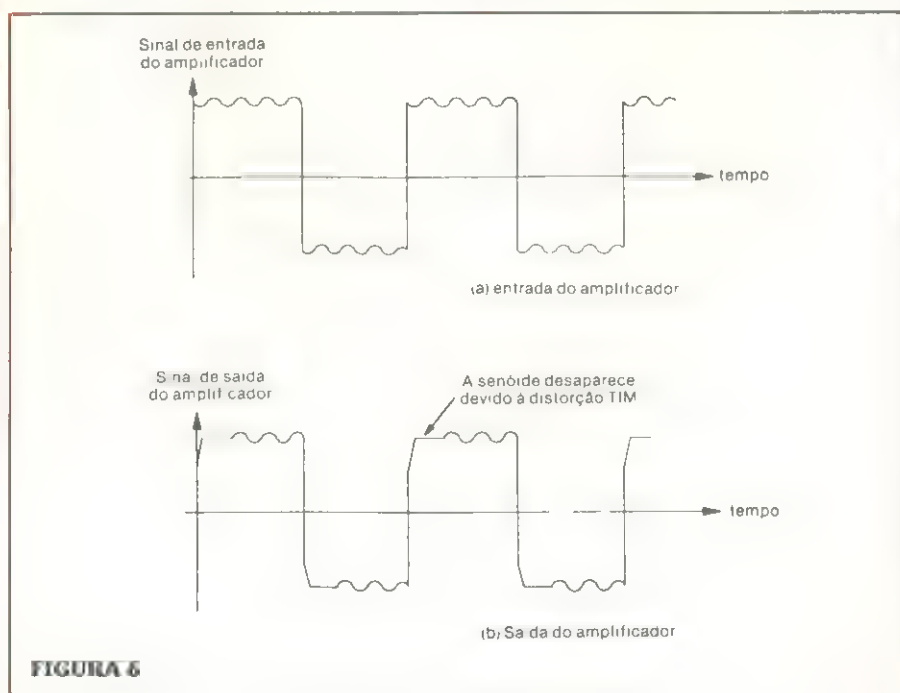 Sinal de entrada
do amplificador
tempo
(a) entrada do amplificador
Sinal de saída
do amplificador
A senóide desaparece
devido à distorção TIM
tempo
(b) Saída do amplificador
FIGURA 6